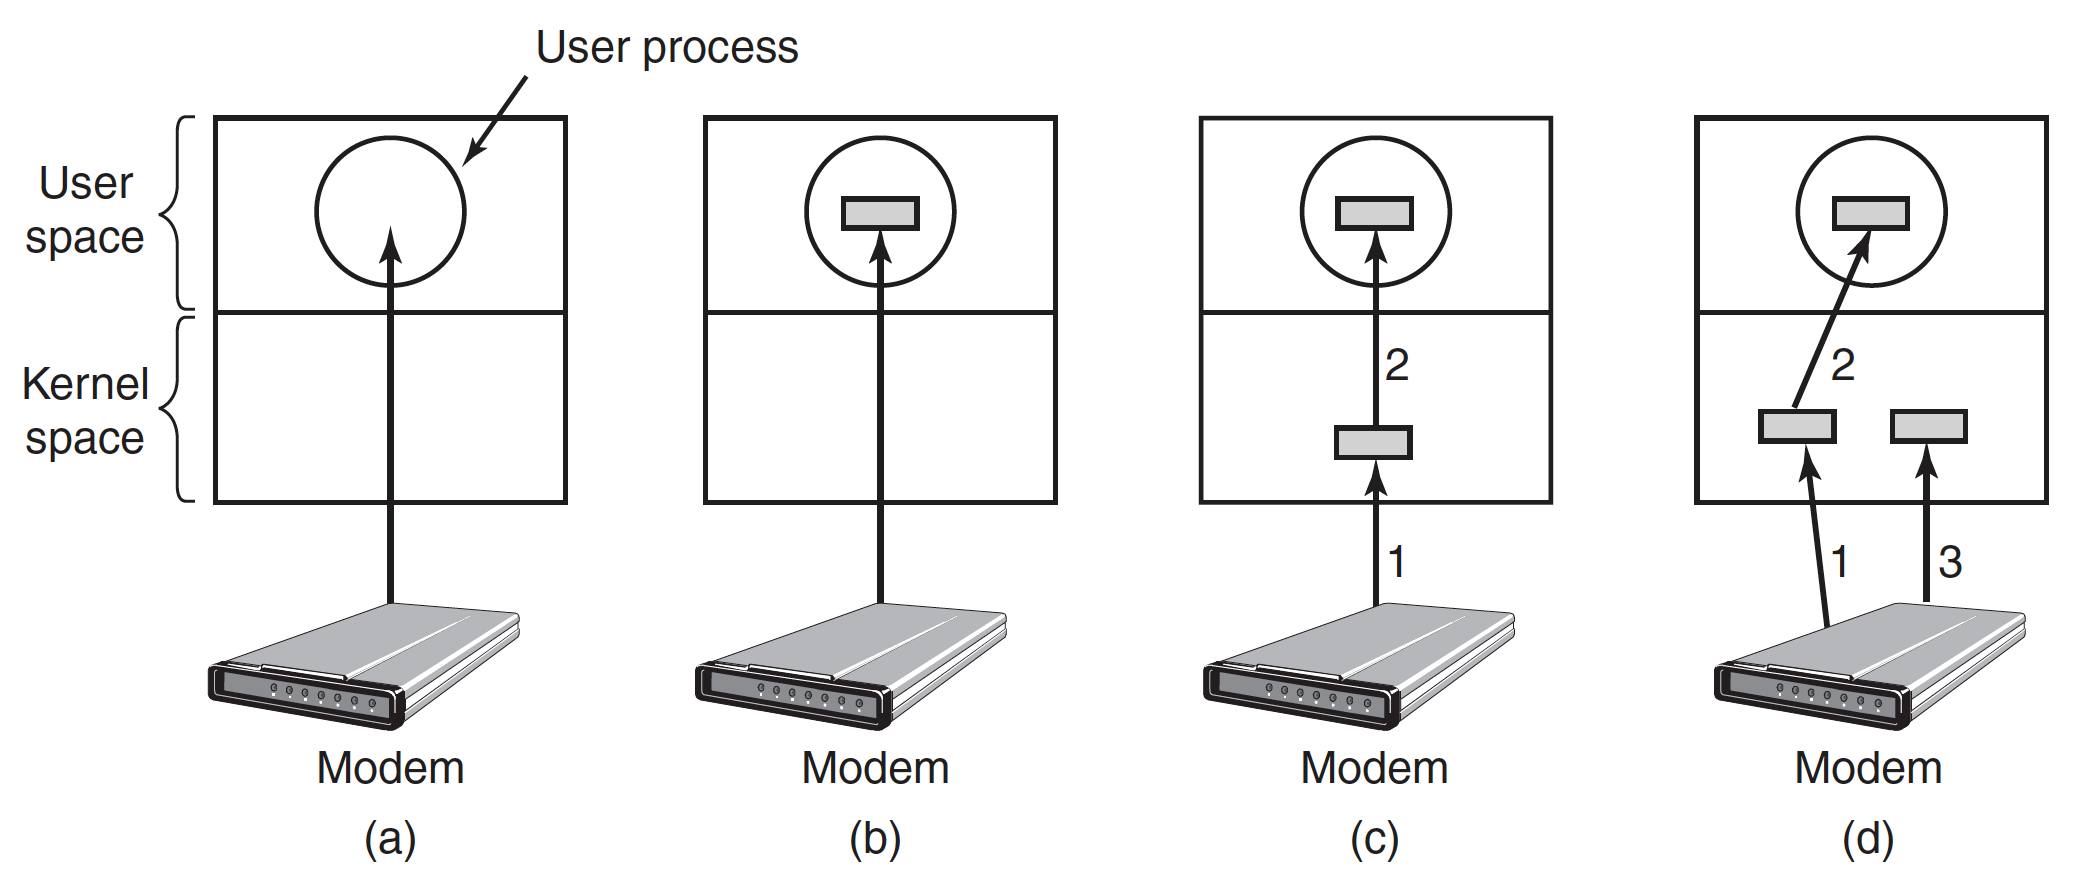 User process
User
space
Kernel
space
2
2
1
1
3
Modem
Modem
Modem
Modem
(a)
(b)
(c)
(d)